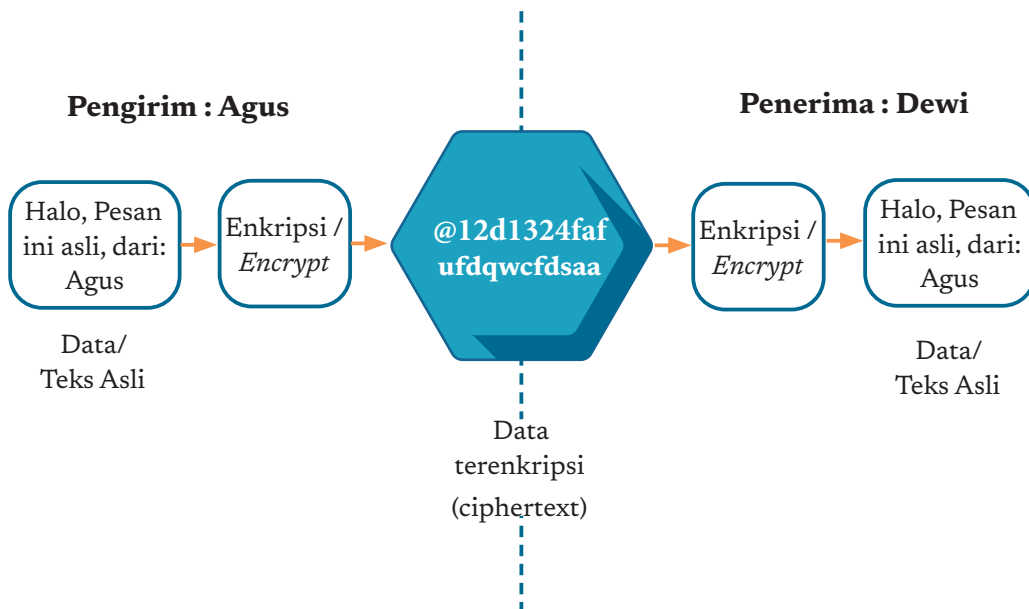 Pengirim : Agus
Halo, Pesan
ini asli, dari:
Agus
Data/
Teks Asli
Enkripsi /
Encrypt
@12d1324faf
ufdqwcfdsaa
Data
terenkripsi
(ciphertext)
Penerima : Dewi
Enkripsi /
Encrypt
Halo, Pesan
ini asli, dari:
Agus
Data/
Teks Asli